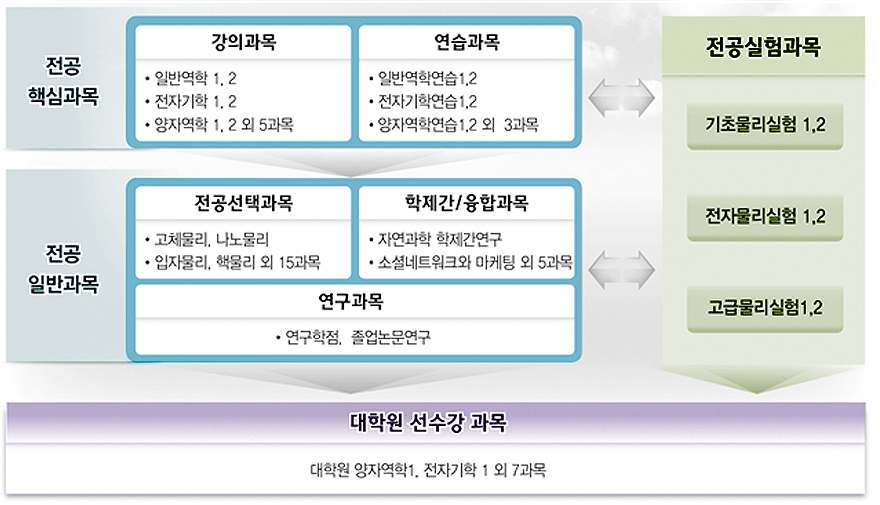 전공
핵심과목
강의과목
• 일반역학 1, 2
• 전자기학 1, 2
• 양자역학 1, 2 외 5과목
연습과목
• 일반역학연습1,2
• 전자기학연습1,2
• 양자역학연습1,2 외 3과목
전공
일반과목
전공선택과목
• 고체물리, 나노물리
• 입자물리, 핵물리 외 15과목
학제간/융합과목
• 자연과학 학제간연구
• 소셜네트워크와 마케팅 외 5과목
연구과목
• 연구학점, 졸업논문연구
전공실험과목
기초물리실험 1,2
전자물리실험 1,2
고급물리실험1,2
대학원 선수강 과목
대학원 양자역학1, 전자기학 1 외 7과목